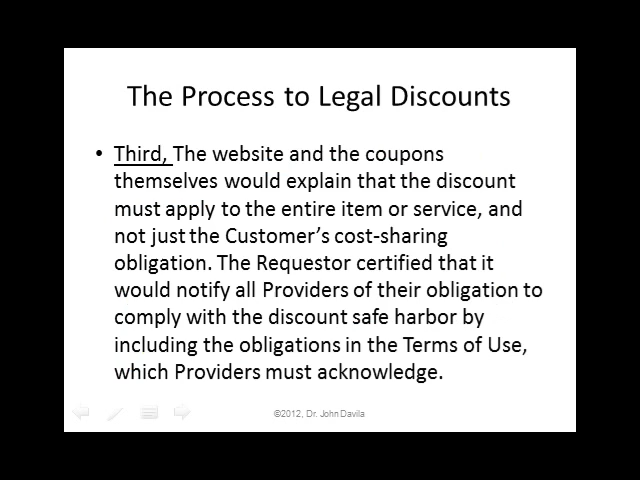 The Process to Legal Discounts
• Third, The website and the coupons
themselves would explain that the discount
must apply to the entire item or service, and
not just the Customer’s cost-sharing
obligation. The Requestor certified that it
would notify all Providers of their obligation to
comply with the discount safe harbor by
including the obligations in the Terms of Use,
which Providers must acknowledge.
©2012, Dr. John Davila